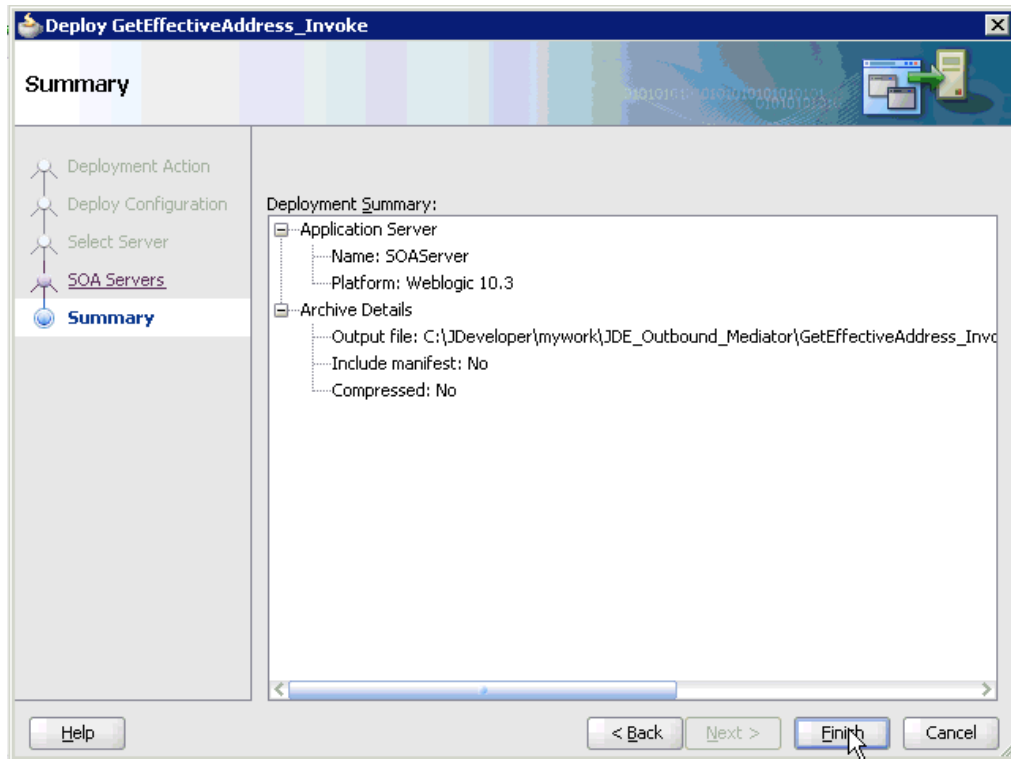 Deploy GetEffectiveAddress_Invoke
Summary
Deployment Action
Deploy Configuration
Select Server
SOA Servers
Summary
Deployment Summary:
Application Server
Name: SOAServer
Platform: Weblogic 10.3
Archive Details
Output file: C:\JDeveloper\mywork\JDE_Outbound_Mediator\GetEffectiveAddress_Invo
Include manifest: No
Compressed: No
Help
< Back
Next >
Finish
Cancel